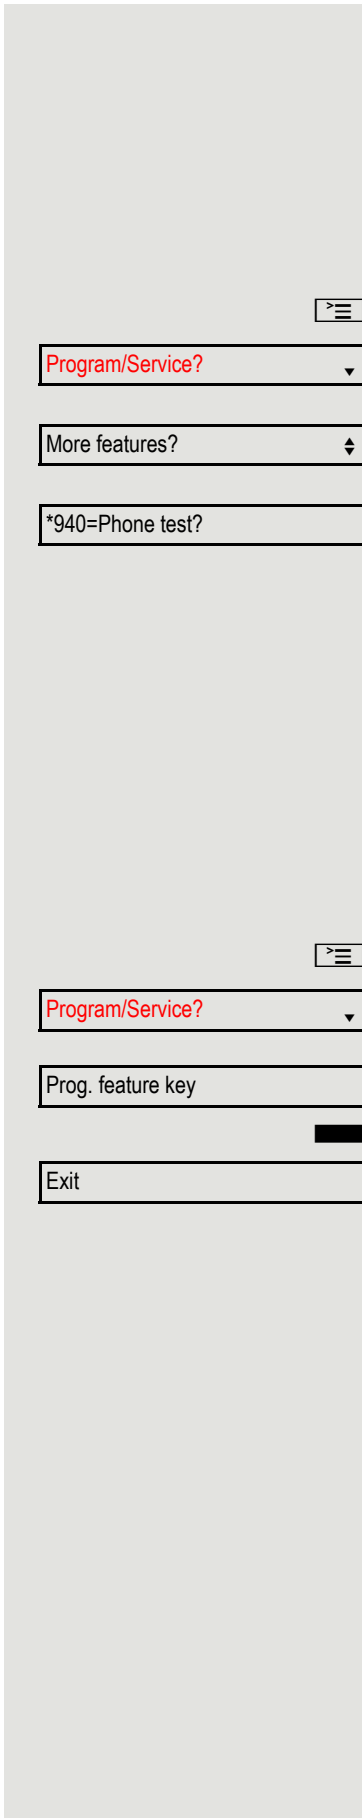 Program/Service?
More features?
*940=Phone test?
Program/Service?
Prog. feature key
Exit